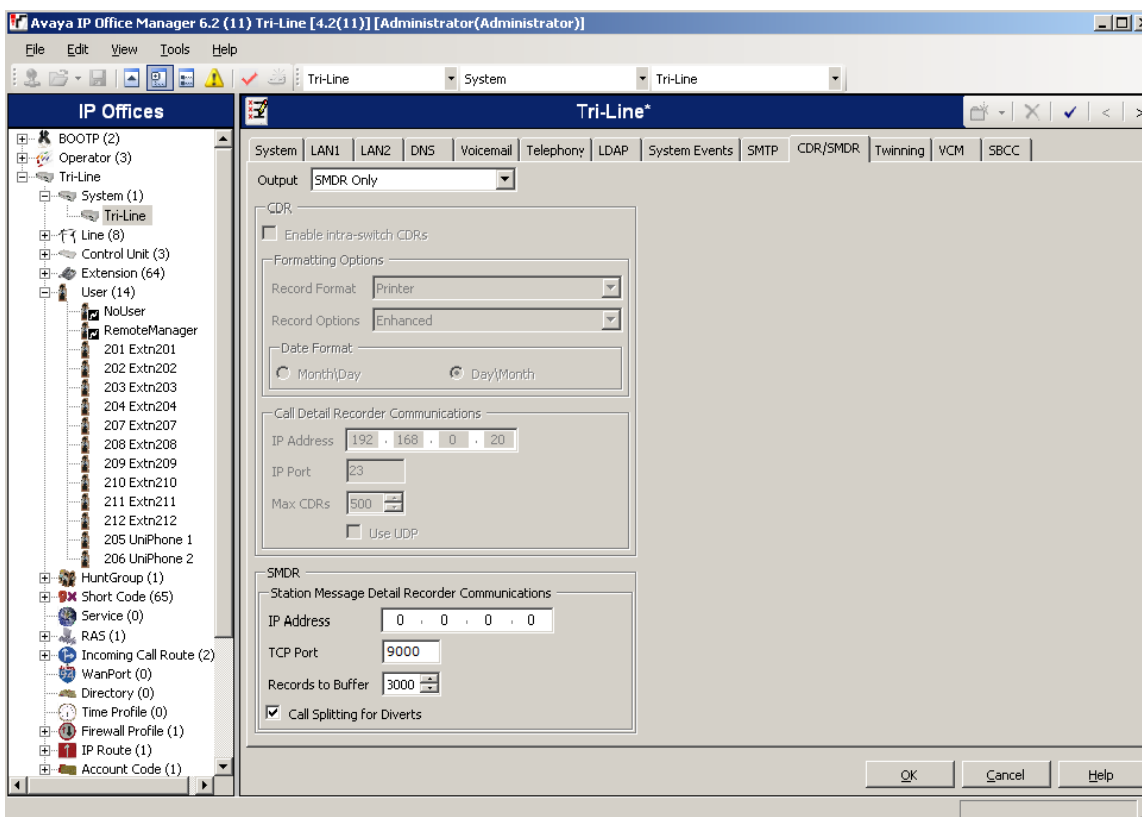 Avaya IP Office Manager 6.2 (11) Tri-Line [4.2(11)] [Administrator(Administrator)]
File Edit View Tools Help
Tri-Line System Tri-Line
IP Offices
BOOTP (2)
Operator (3)
Tri-Line
System (1)
Tri-Line
Line (8)
Control Unit (3)
Extension (64)
User (14)
NoUser
RemoteManager
201 Extn201
202 Extn202
203 Extn203
204 Extn204
207 Extn207
208 Extn208
209 Extn209
210 Extn210
211 Extn211
212 Extn212
205 UniPhone 1
206 UniPhone 2
HuntGroup (1)
Short Code (65)
Service (0)
RAS (1)
Incoming Call Route (2)
WanPort (0)
Directory (0)
Time Profile (0)
Firewall Profile (1)
IP Route (1)
Account Code (1)
Tri-Line*
System LAN1 LAN2 DNS Voicemail Telephony LDAP System Events SMTP CDR/SMDR Twinning VCM SBCC
Output SMDR Only
CDR
Enable intra-switch CDRs
Formatting Options
Record Format Printer
Record Options Enhanced
Date Format
Month\Day Day\Month
Call Detail Recorder Communications
IP Address 192 . 168 . 0 . 20
IP Port 23
Max CDRs 500
Use UDP
SMDR
Station Message Detail Recorder Communications
IP Address 0 . 0 . 0 . 0
TCP Port 9000
Records to Buffer 3000
Call Splitting for Diverts
OK Cancel Help